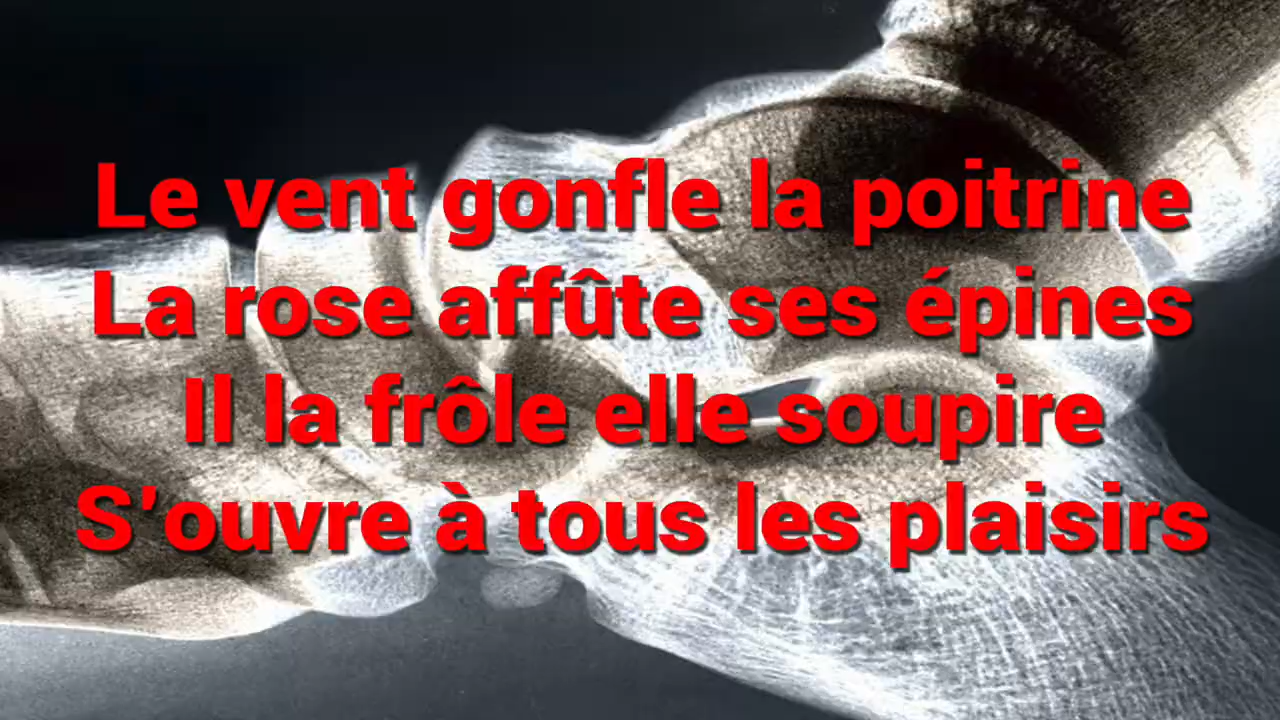 Le vent gonfle la poitrine
La rose affûte ses épines
Il la frôle elle soupire
S'ouvre à tous les plaisirs